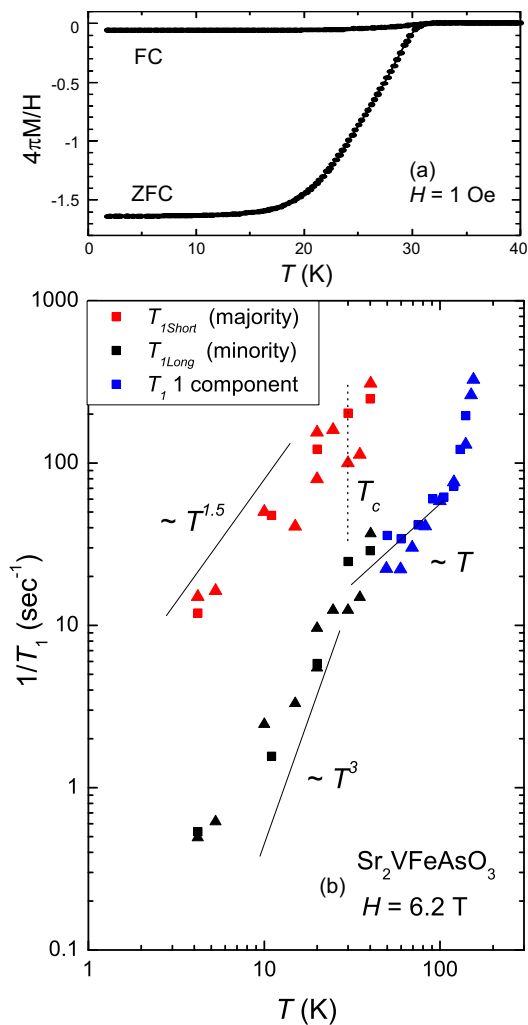 0
-0.5
-1
-1.5
4πM/H
FC
ZFC
(a)
H = 1 Oe
0 10 20 30 40
T (K)
1000
100
10
1
0.1
1/T₁ (sec⁻¹)
T₁Short (majority)
T₁Long (minority)
T₁ 1 component
~ T¹·⁵
T_c
~ T
~ T³
Sr₂VFeAsO₃
(b)
H = 6.2 T
1 10 100
T (K)